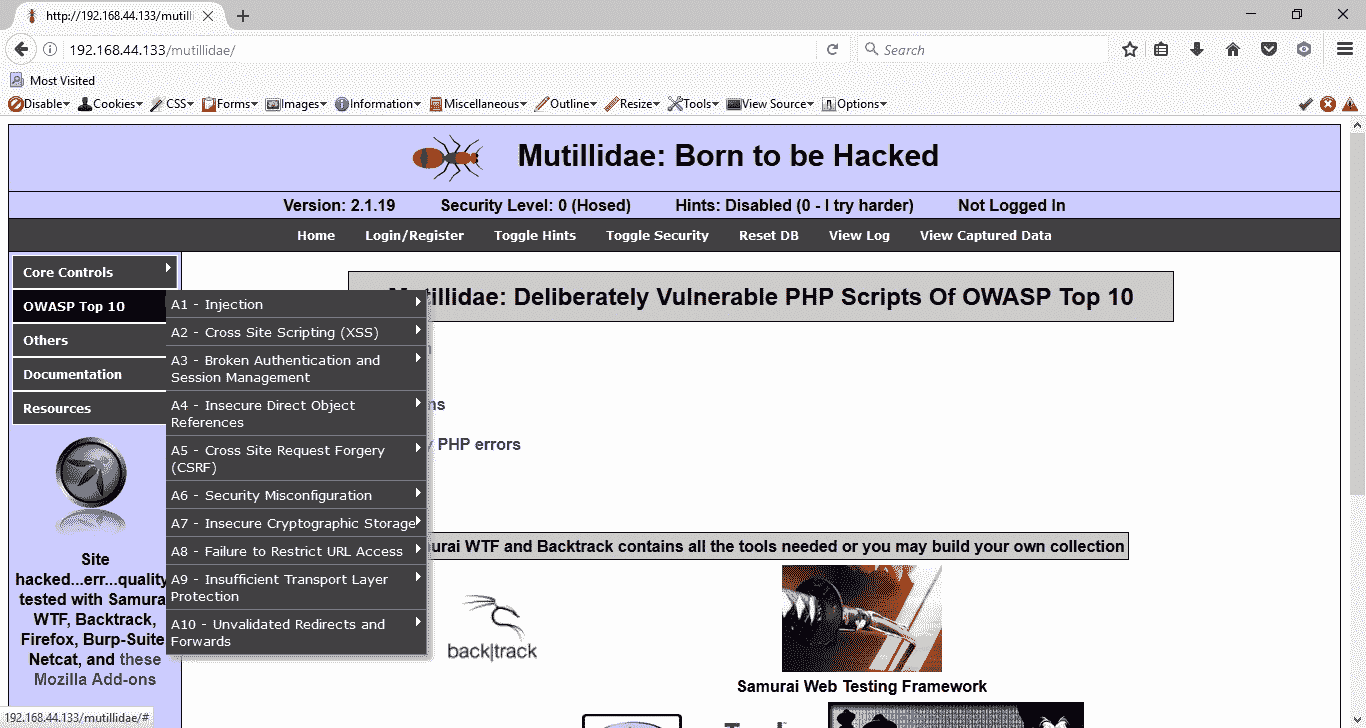 http://192.168.44.133/mutill
192.168.44.133/mutillidae/
Search
Most Visited
Disable Cookies CSS Forms Images Information Miscellaneous Outline Resize Tools View Source Options
Mutillidae: Born to be Hacked
Version: 2.1.19 Security Level: 0 (Hosed) Hints: Disabled (0 - I try harder) Not Logged In
Home Login/Register Toggle Hints Toggle Security Reset DB View Log View Captured Data
Core Controls
OWASP Top 10
Others
Documentation
Resources
A1 - Injection
A2 - Cross Site Scripting (XSS)
A3 - Broken Authentication and
Session Management
A4 - Insecure Direct Object
References
A5 - Cross Site Request Forgery
(CSRF)
A6 - Security Misconfiguration
A7 - Insecure Cryptographic Storage
A8 - Failure to Restrict URL Access
A9 - Insufficient Transport Layer
Protection
A10 - Unvalidated Redirects and
Forwards
Mutillidae: Deliberately Vulnerable PHP Scripts Of OWASP Top 10
ns
PHP errors
urai WTF and Backtrack contains all the tools needed or you may build your own collection
back|track
Samurai Web Testing Framework
Site
hacked...err...quality
tested with Samura
WTF, Backtrack,
Firefox, Burp-Suite
Netcat, and these
Mozilla Add-ons
192.168.44.133/mutillidae/#